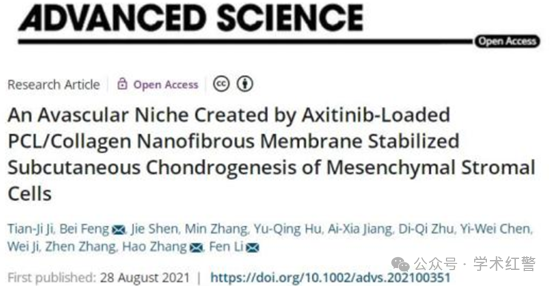 ADVANCED SCIENCE
Open Access
Research Article
Open Access
An Avascular Niche Created by Axitinib-Loaded
PCL/Collagen Nanofibrous Membrane Stabilized
Subcutaneous Chondrogenesis of Mesenchymal Stromal
Cells
Tian-Ji Ji, Bei Feng, Jie Shen, Min Zhang, Yu-Qing Hu, Ai-Xia Jiang, Di-Qi Zhu, Yi-Wei Chen,
Wei Ji, Zhen Zhang, Hao Zhang, Fen Li
First published: 28 August 2021 | https://doi.org/10.1002/advs.202100351
公众号·学术红警